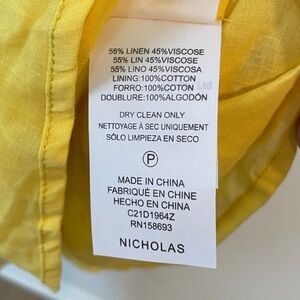 55% LINEN 45%VISCOSE
55% LIN 45%VISCOSE
55% LINO 45%VISCOSA
LINING:100%COTTON
FORRO:100%COTON
DOUBLURE:100%ALGODÓN
DRY CLEAN ONLY
NETTOYAGE À SEC UNIQUEMENT
SÓLO LIMPIEZA EN SECO
P
MADE IN CHINA
FABRIQUÉ EN CHINE
HECHO EN CHINA
C21D1964Z
RN158693
NICHOLAS